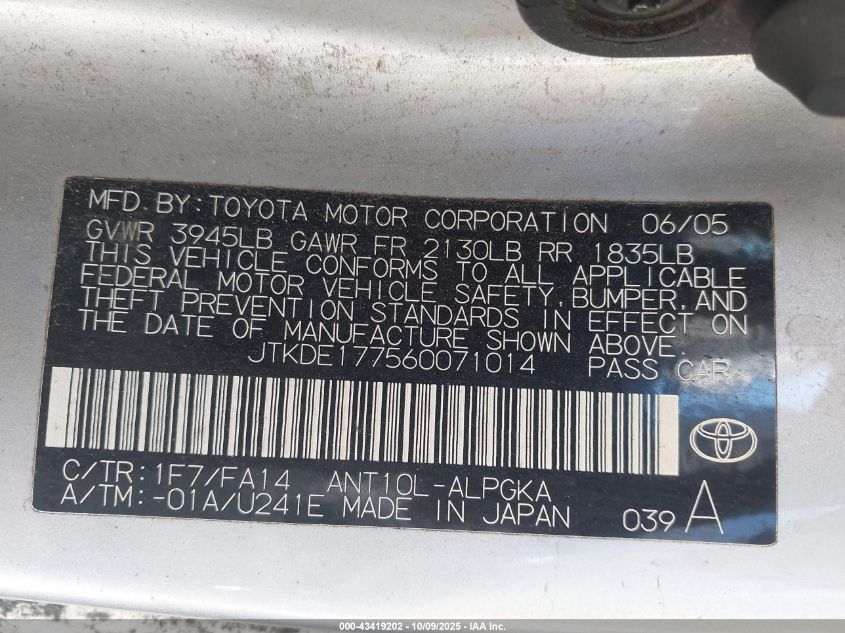 MFD. BY: TOYOTA MOTOR CORPORATION 06/05
GVWR 3945LB GAWR FR 2130LB RR 1835LB
THIS VEHICLE CONFORMS TO ALL APPLICABLE
FEDERAL MOTOR VEHICLE SAFETY, BUMPER, AND
THEFT PREVENTION STANDARDS IN EFFECT ON
THE DATE OF MANUFACTURE SHOWN ABOVE.
JTKDE177560071014 PASS CAR
C/TR: 1F7/FA14 ANT10L-ALPGKA
A/TM: -01A/U241E MADE IN JAPAN 039 A
000-43419202 - 10/09/2025 - IAA Inc.